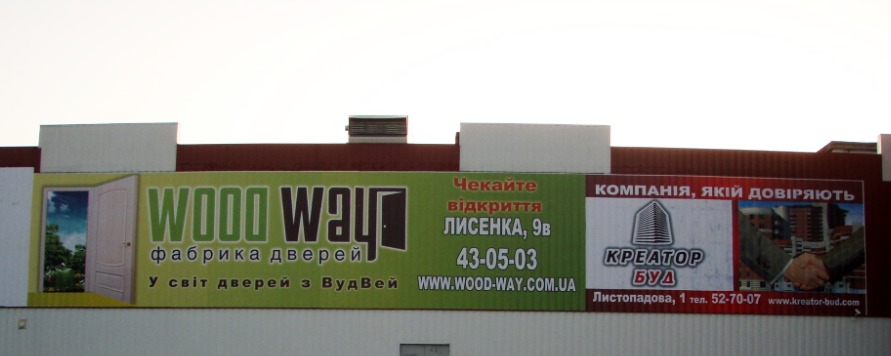 WOOD WAY
фабрика дверей
У світ дверей з ВудВей
Чекайте
відкриття
ЛИСЕНКА, 9в
43-05-03
WWW.WOOD-WAY.COM.UA
КОМПАНІЯ, ЯКІЙ ДОВІРЯЮТЬ
КРЕАТОР
БУД
Листопадова, 1 тел. 52-70-07 www.kreator-bud.com